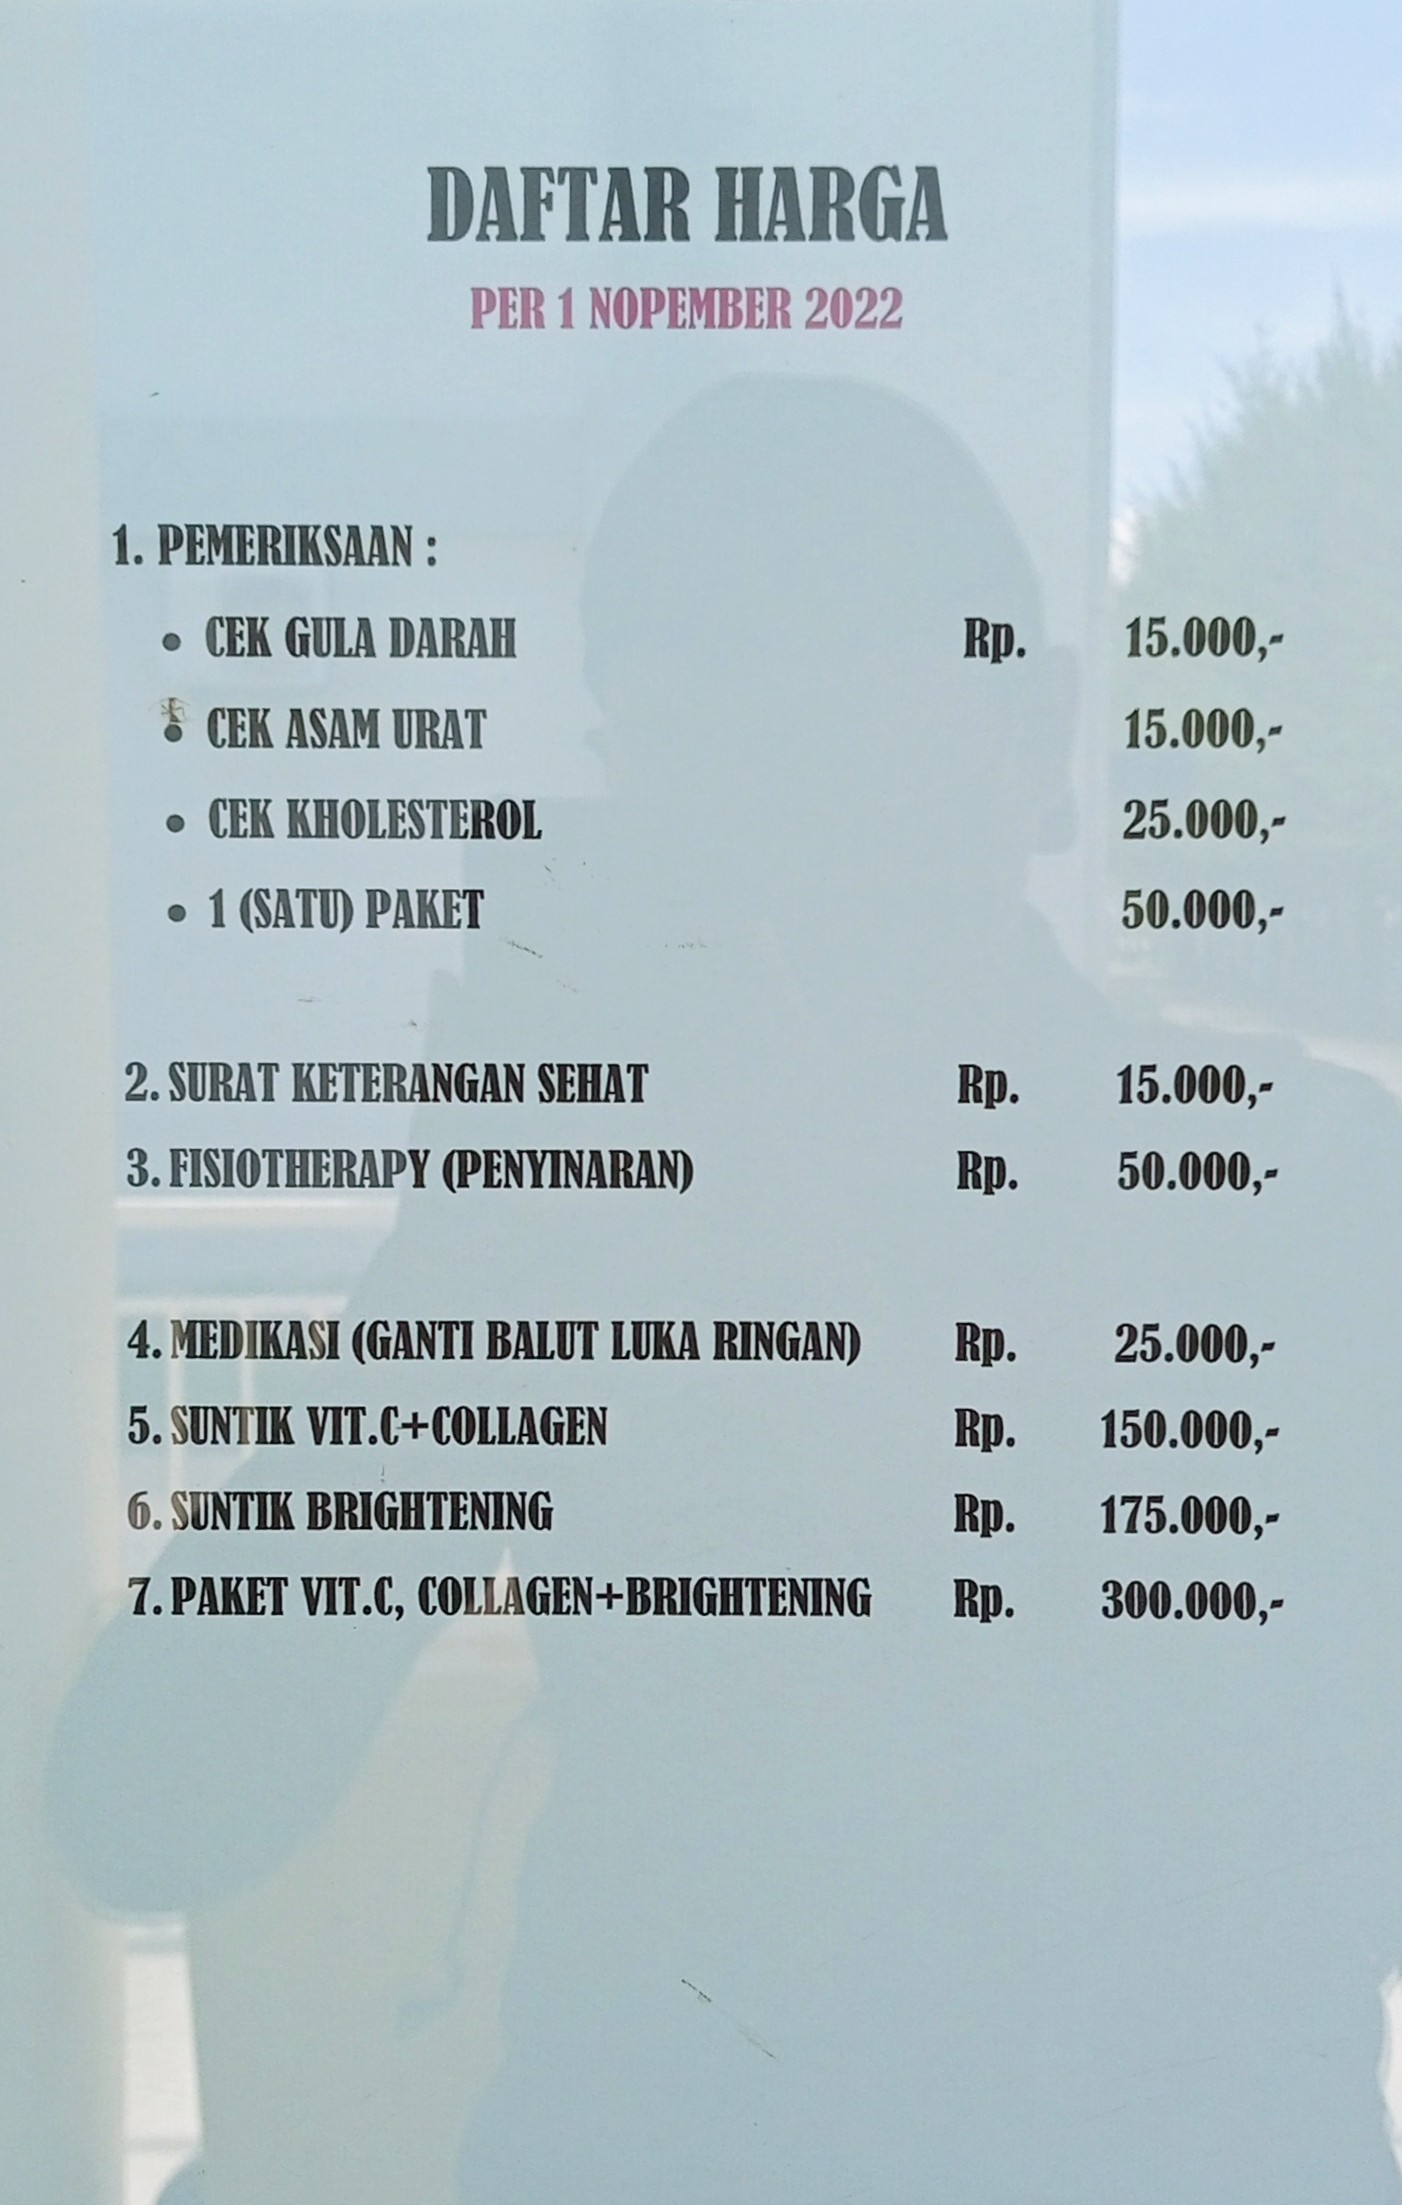 DAFTAR HARGA
PER 1 NOPEMBER 2022
1. PEMERIKSAAN :
• CEK GULA DARAH Rp. 15.000,-
• CEK ASAM URAT 15.000,-
• CEK KHOLESTEROL 25.000,-
• 1 (SATU) PAKET 50.000,-
2. SURAT KETERANGAN SEHAT Rp. 15.000,-
3. FISIOTHERAPY (PENYINARAN) Rp. 50.000,-
4. MEDIKASI (GANTI BALUT LUKA RINGAN) Rp. 25.000,-
5. SUNTIK VIT.C+COLLAGEN Rp. 150.000,-
6. SUNTIK BRIGHTENING Rp. 175.000,-
7. PAKET VIT.C, COLLAGEN+BRIGHTENING Rp. 300.000,-